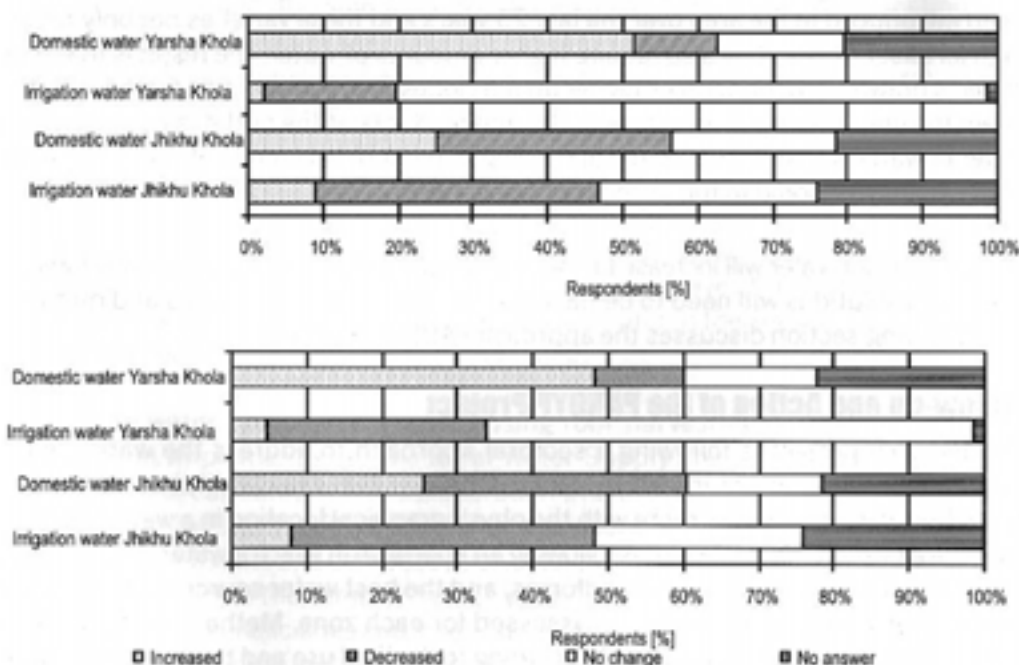 Domestic water Yarsha Khola
Irrigation water Yarsha Khola
Domestic water Jhikhu Khola
Irrigation water Jhikhu Khola
0% 10% 20% 30% 40% 50% 60% 70% 80% 90% 100%
Respondents [%]
Domestic water Yarsha Khola
Irrigation water Yarsha Khola
Domestic water Jhikhu Khola
Irrigation water Jhikhu Khola
0% 10% 20% 30% 40% 50% 60% 70% 80% 90% 100%
Respondents [%]
Increased Decreased No change No answer